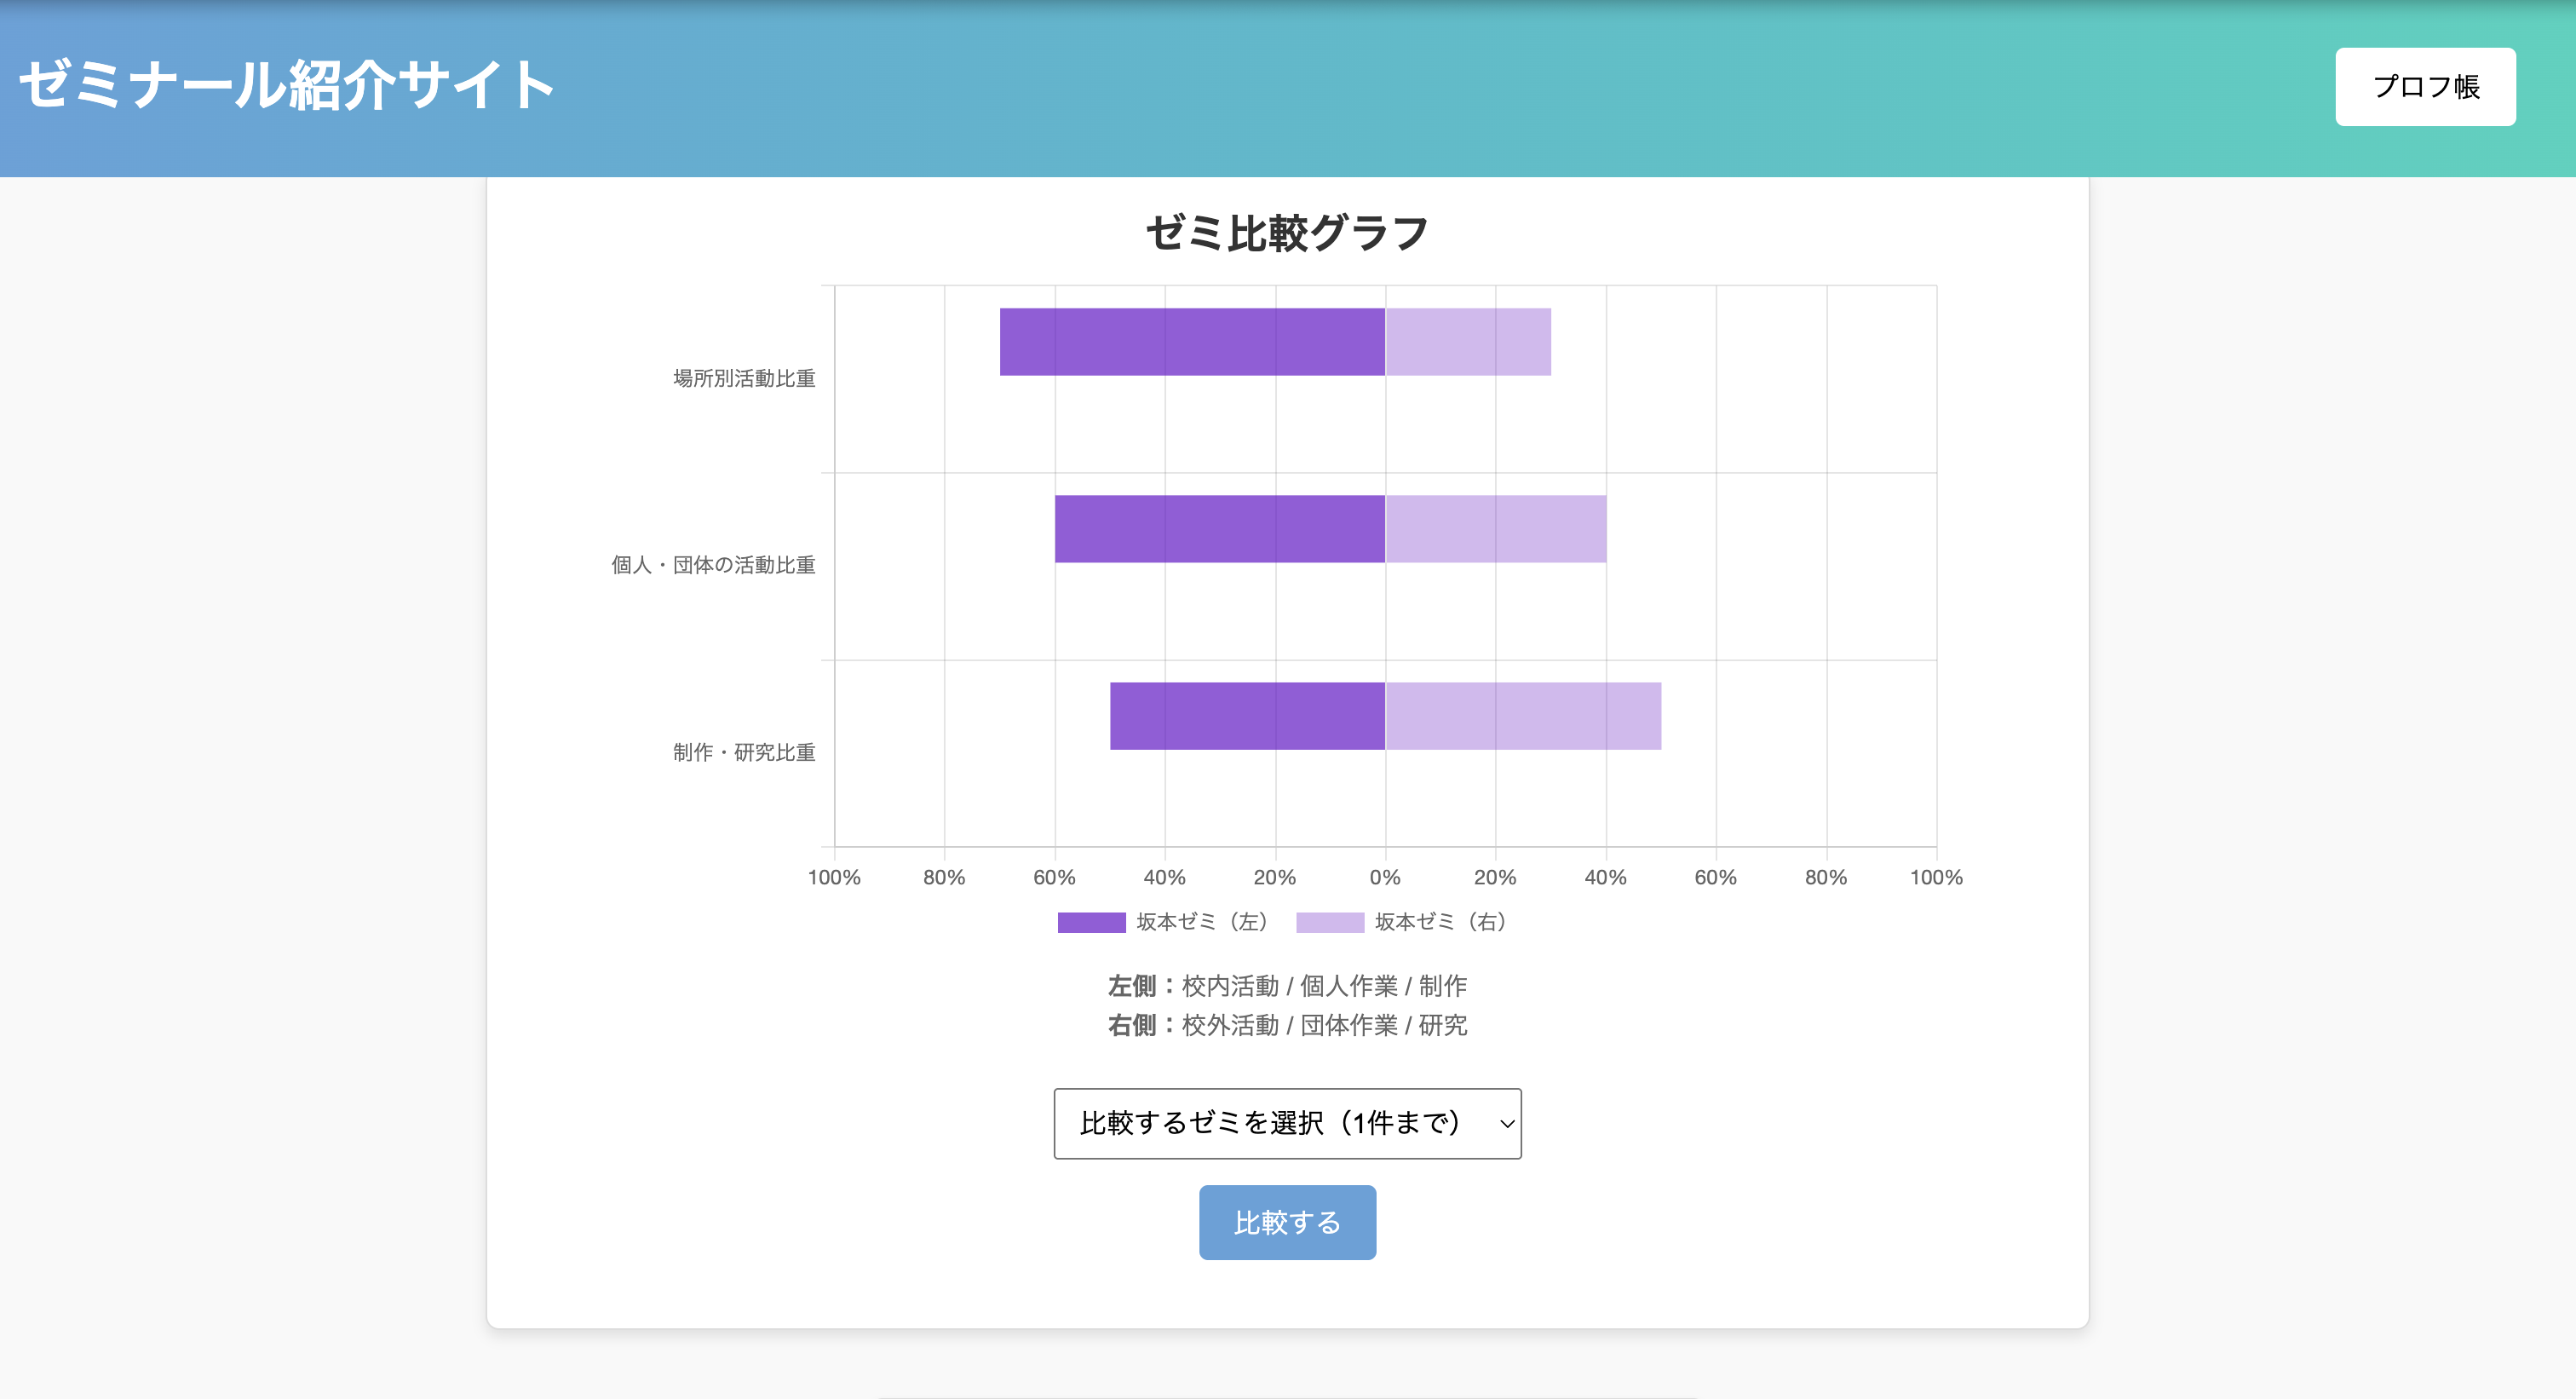 ゼミナール紹介サイト
プロフ帳
ゼミ比較グラフ
場所別活動比重
個人・団体の活動比重
制作・研究比重
100% 80% 60% 40% 20% 0% 20% 40% 60% 80% 100%
坂本ゼミ（左） 坂本ゼミ（右）
左側：校内活動 / 個人作業 / 制作
右側：校外活動 / 団体作業 / 研究
比較するゼミを選択（1件まで）
比較する